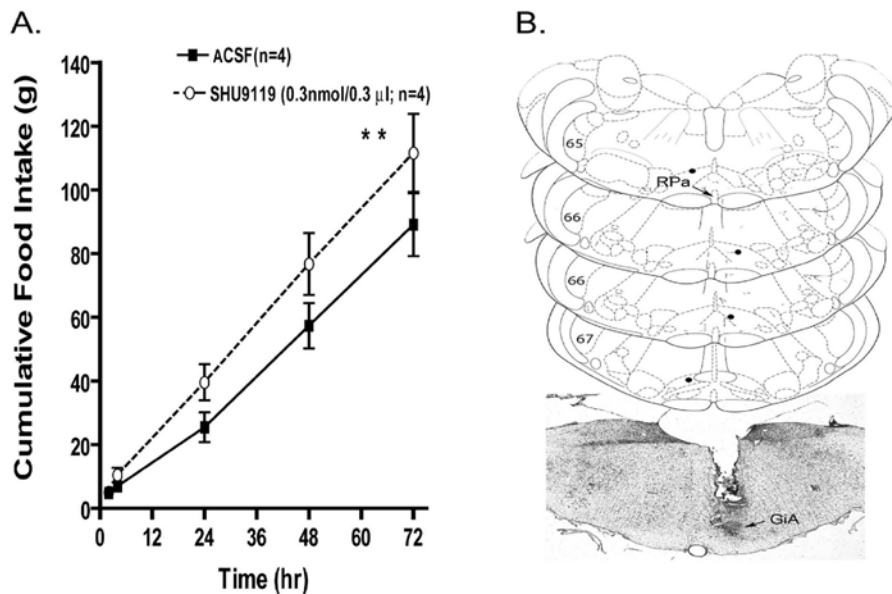 A.
ACSF(n=4)
SHU9119 (0.3nmol/0.3 µl; n=4)
Cumulative Food Intake (g)
140
120
100
80
60
40
20
0
* *
0 12 24 36 48 60 72
Time (hr)
B.
65
RPa
66
66
67
GiA